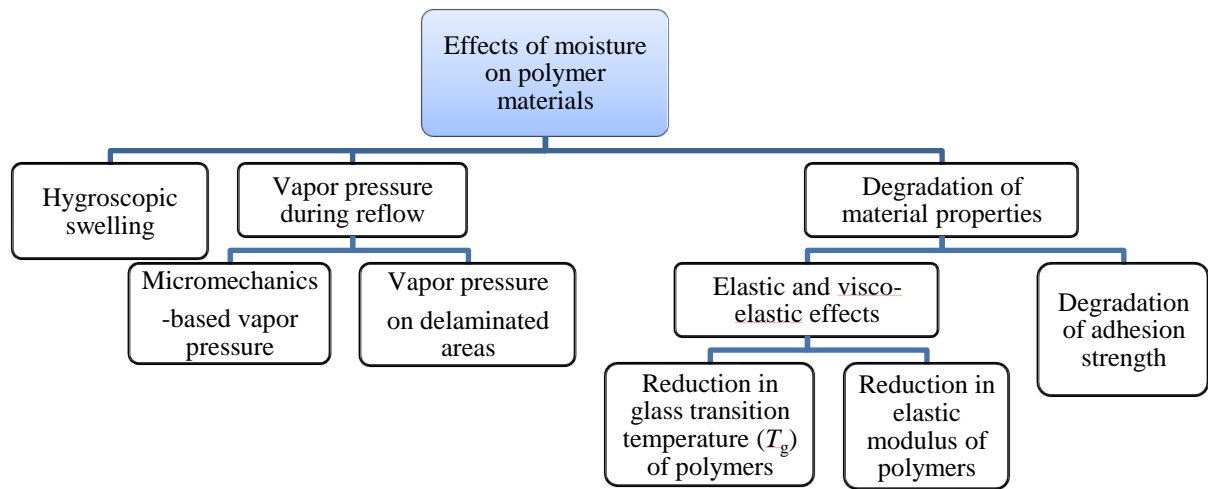 Effects of moisture
on polymer
materials
Hygroscopic
swelling
Vapor pressure
during reflow
Degradation of
material properties
Micromechanics
-based vapor
pressure
Vapor pressure
on delaminated
areas
Elastic and visco-
elastic effects
Degradation
of adhesion
strength
Reduction in
glass transition
temperature (Tg)
of polymers
Reduction in
elastic
modulus of
polymers